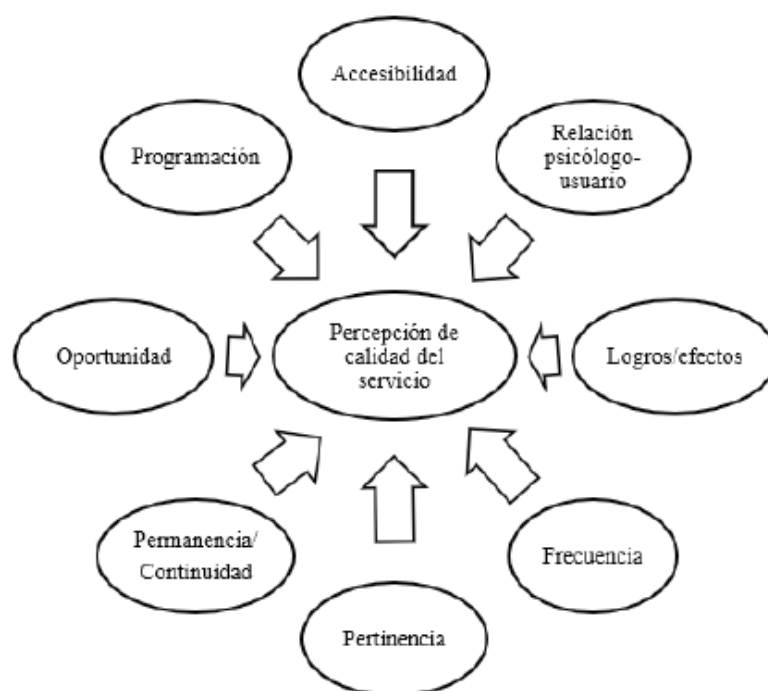 Accesibilidad
Programación
Relación
psicólogo-
usuario
Oportunidad
Percepción de
calidad del
servicio
Logros/efectos
Permanencia/
Continuidad
Frecuencia
Pertinencia